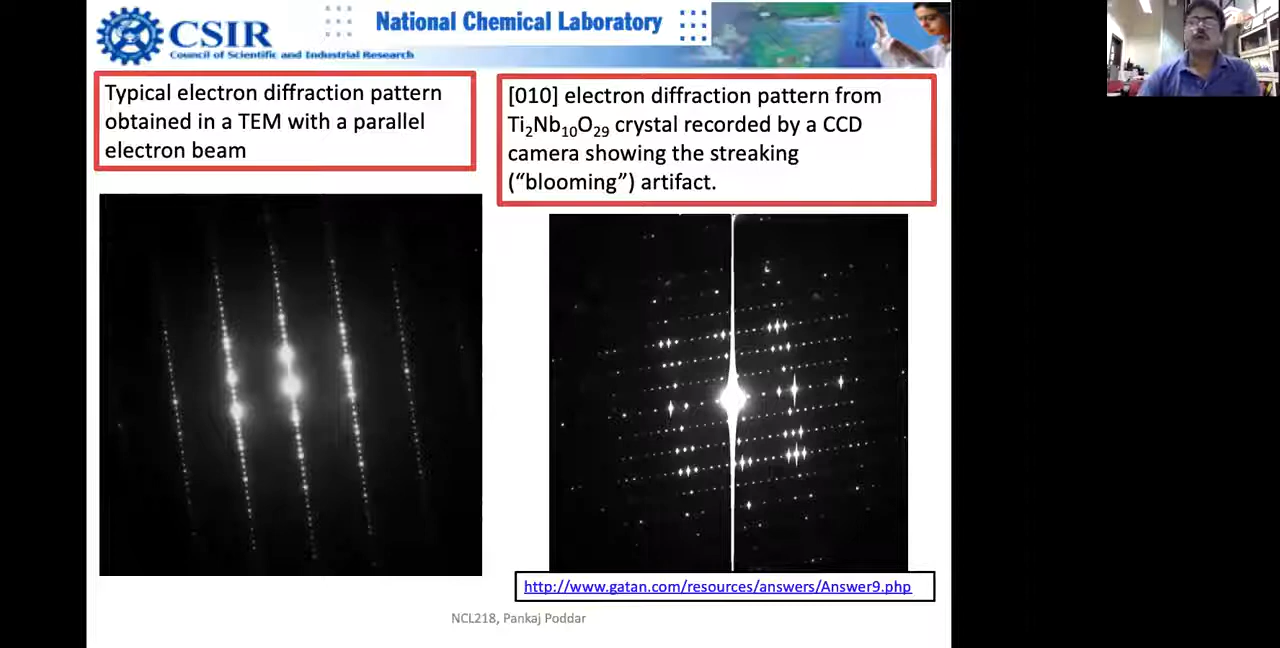 CSIR
Council of Scientific and Industrial Research
National Chemical Laboratory
Typical electron diffraction pattern
obtained in a TEM with a parallel
electron beam
[010] electron diffraction pattern from
Ti₂Nb₁₀O₂₉ crystal recorded by a CCD
camera showing the streaking
(“blooming”) artifact.
http://www.gatan.com/resources/answers/Answer9.php
NCL218, Pankaj Poddar